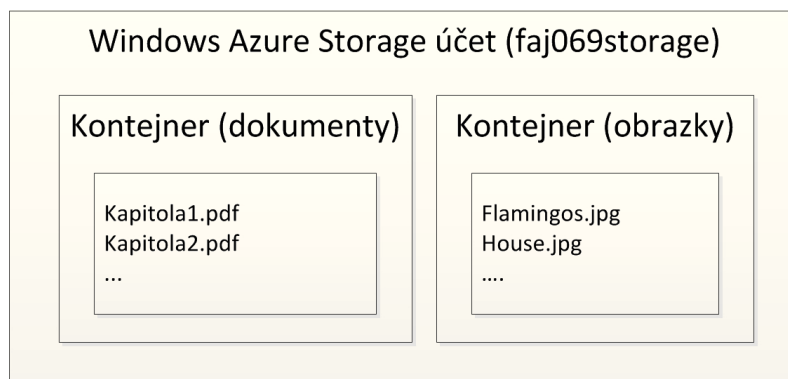 Windows Azure Storage účet (faj069storage)
Kontejner (dokumenty)
Kapitola1.pdf
Kapitola2.pdf
...
Kontejner (obrazky)
Flamingos.jpg
House.jpg
....